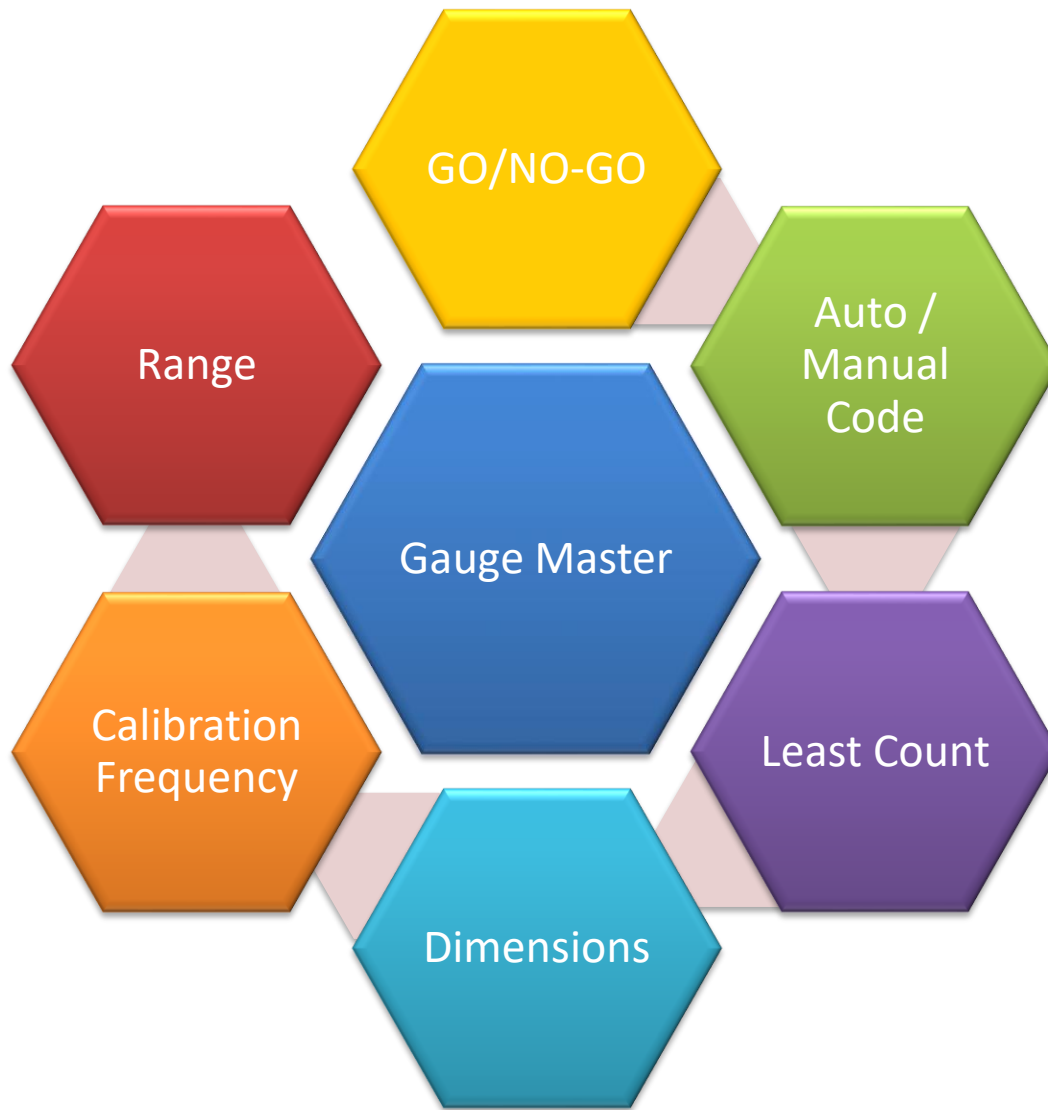 GO/NO-GO
Auto /
Manual
Code
Range
Gauge Master
Least Count
Calibration
Frequency
Dimensions